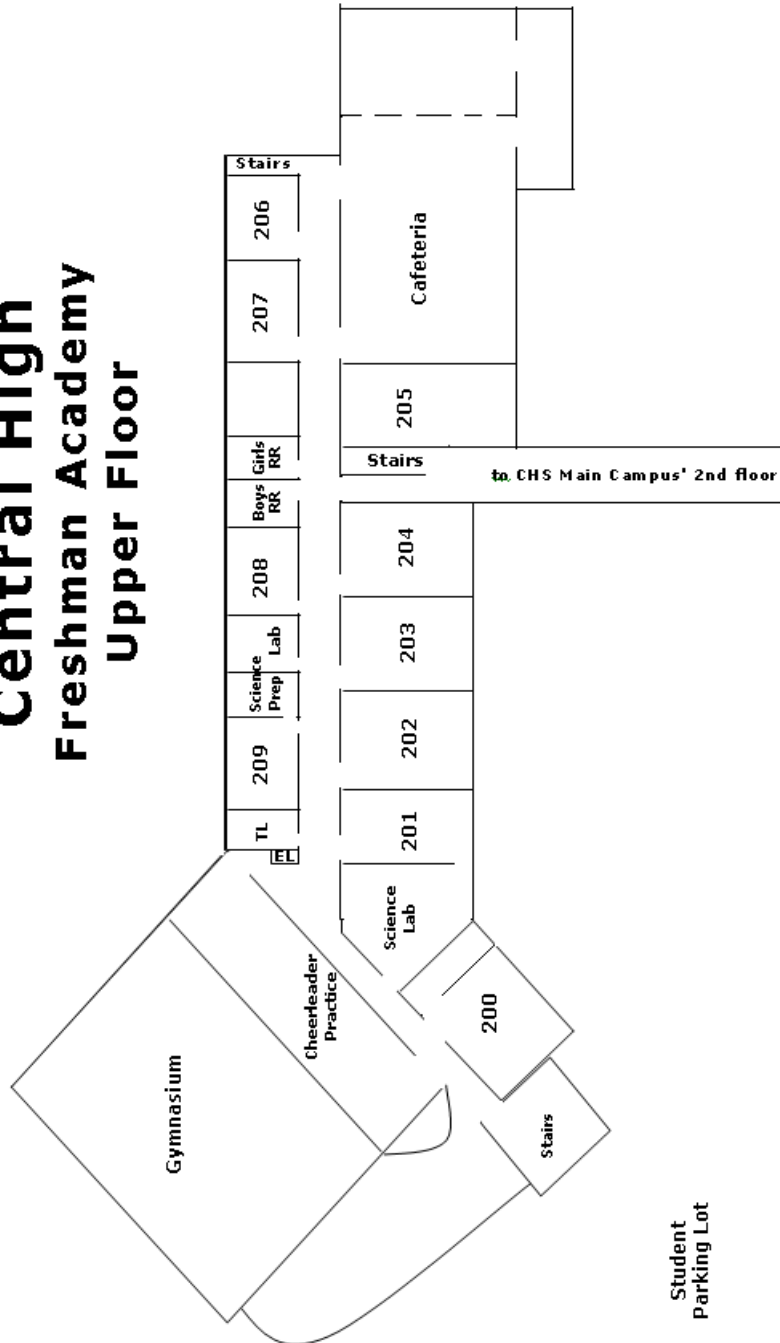 Central High
Freshman Academy
Upper Floor
Stairs
206
207
Girls
RR
Boys
RR
208
Lab
Science
Prep
209
TL
EL
Cafeteria
205
Stairs
to CHS Main Campus' 2nd floor
204
203
202
201
Science
Lab
200
Stairs
Cheerleader
Practice
Gymnasium
Student
Parking Lot